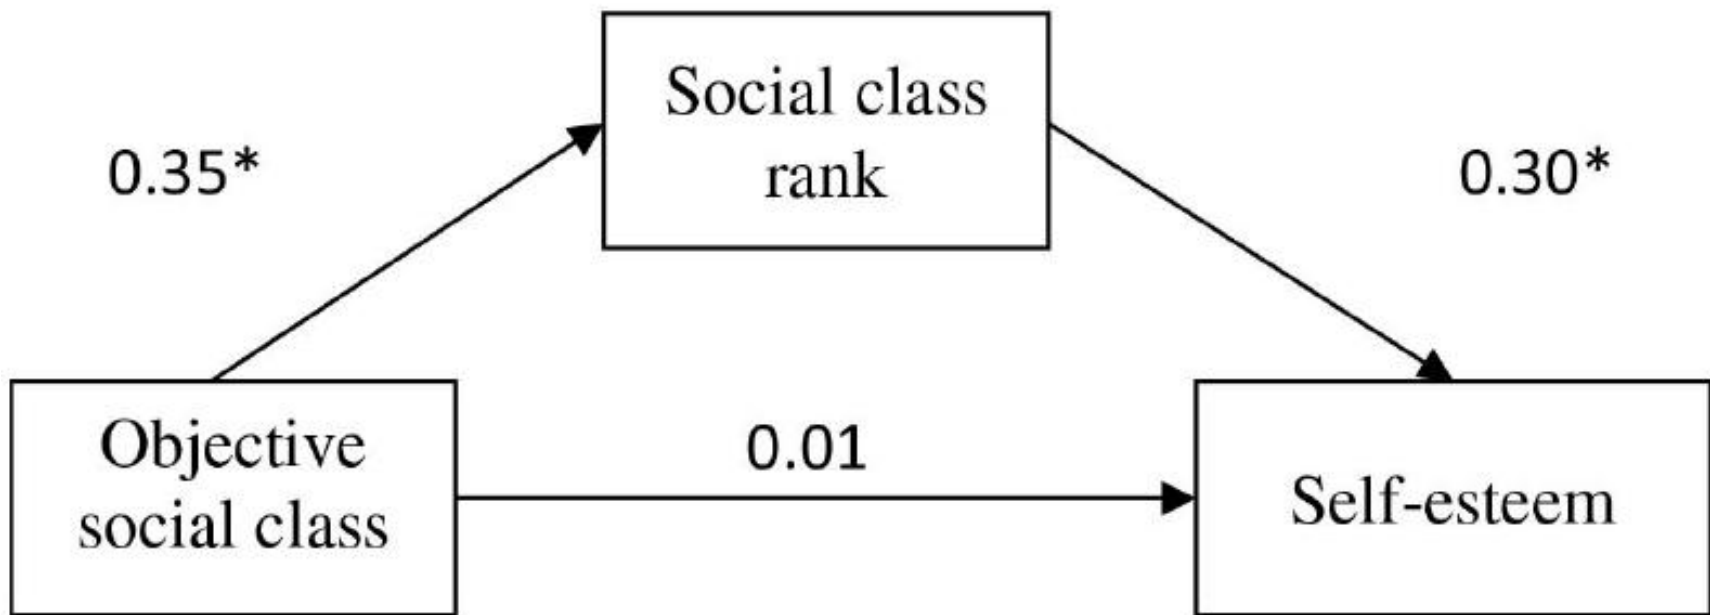 Social class
rank
0.35*
0.30*
Objective
social class
0.01
Self-esteem